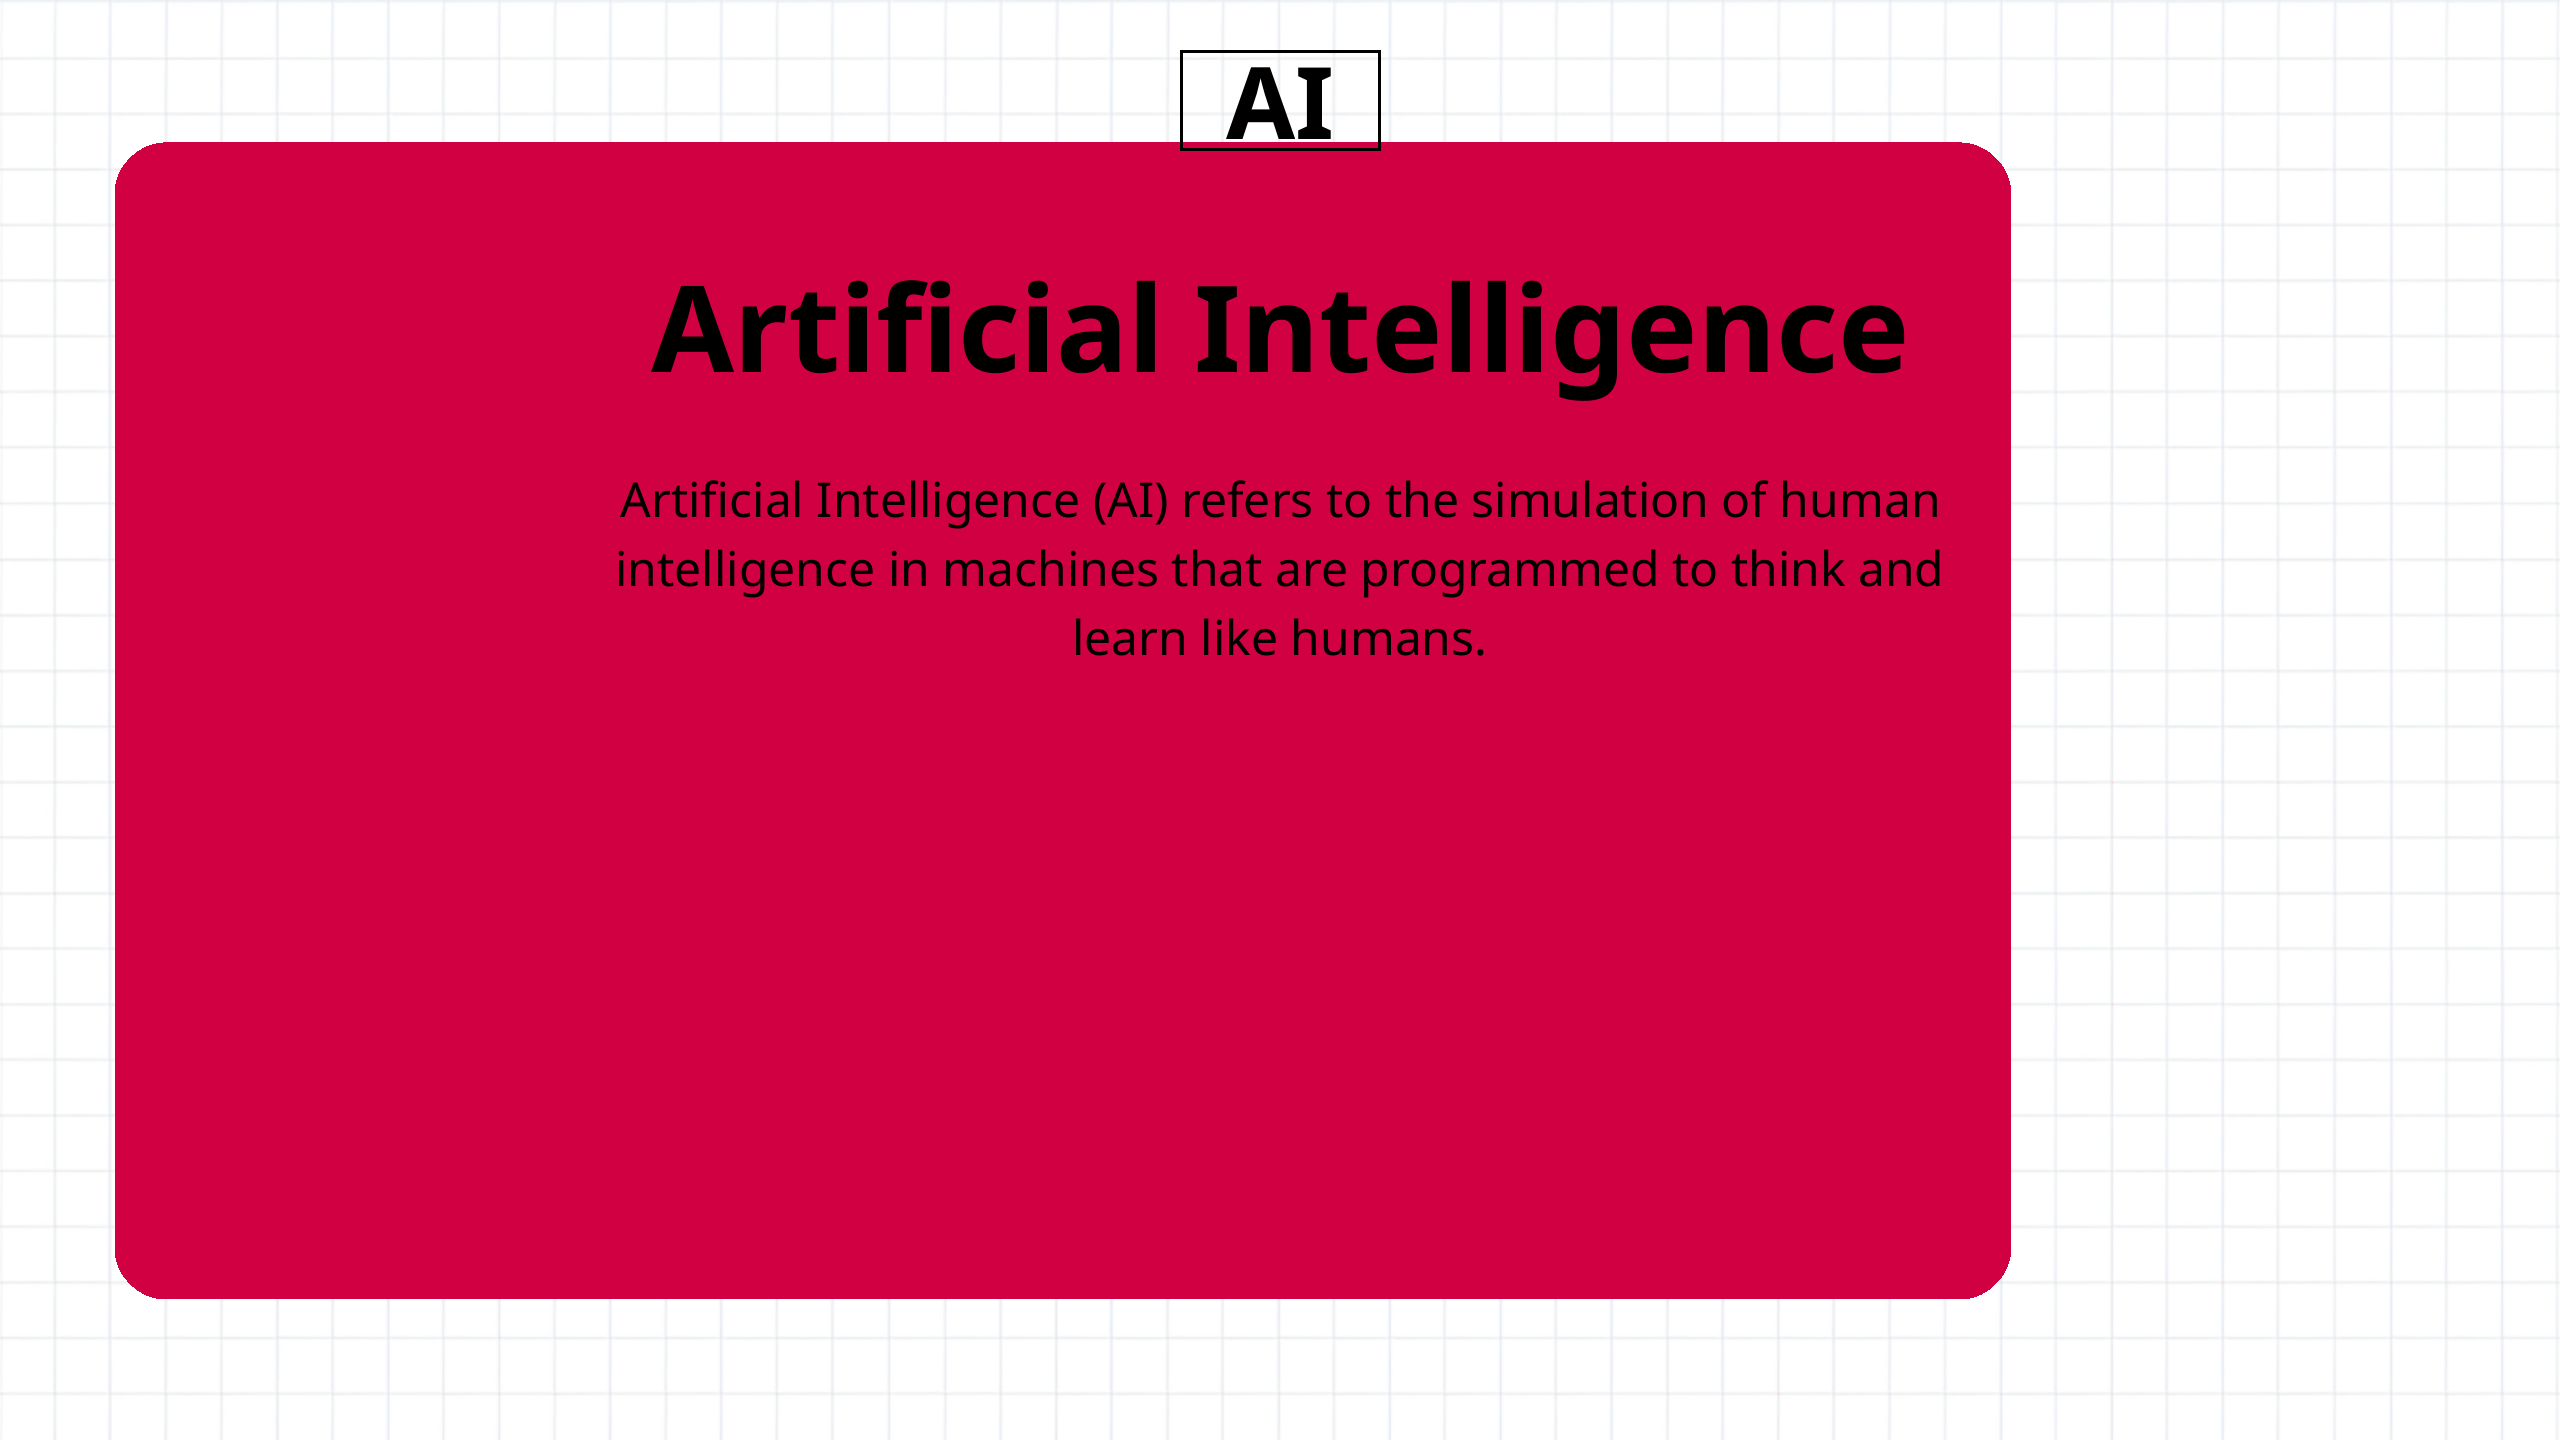 AI
Artificial Intelligence
Artificial Intelligence (AI) refers to the simulation of human
intelligence in machines that are programmed to think and
learn like humans.